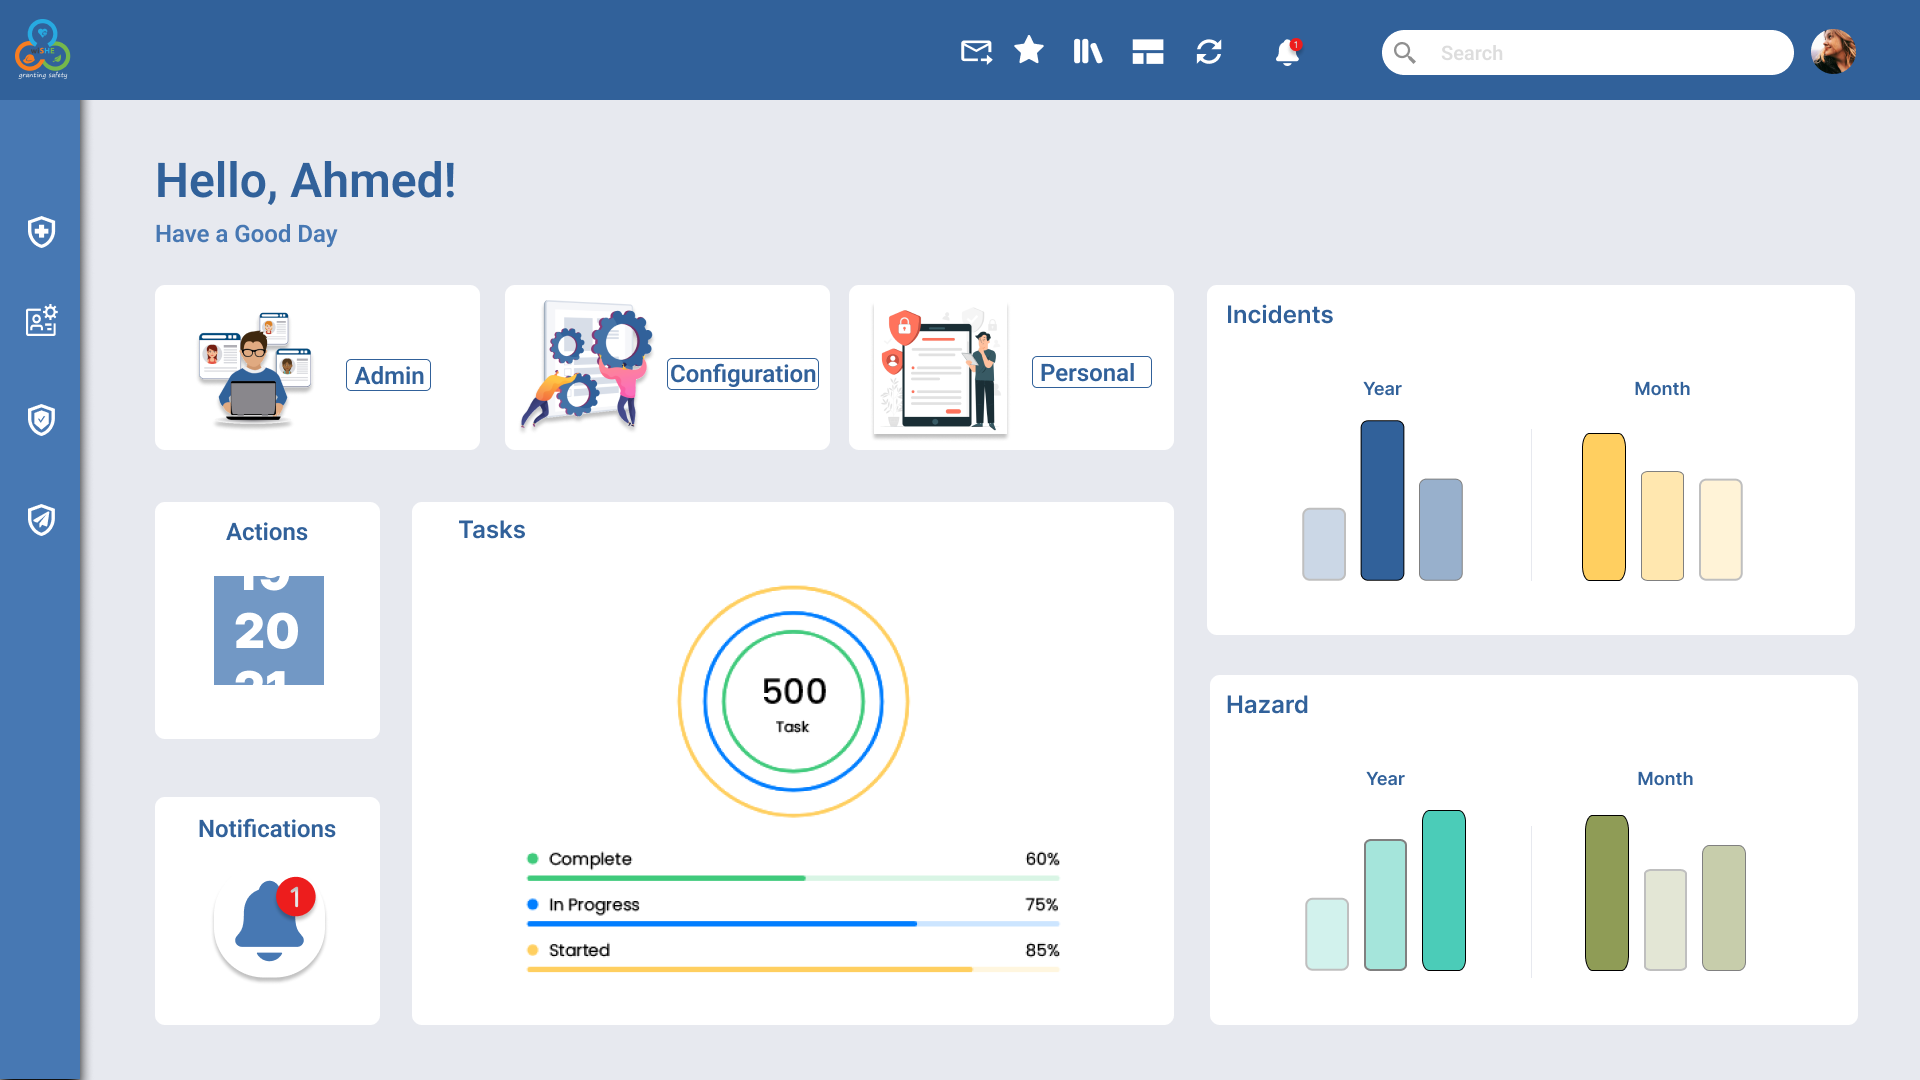 SHE
granting safety
1
Search
Hello, Ahmed!
Have a Good Day
Admin
Configuration
Personal
Incidents
Year
Month
Actions
19
20
21
Tasks
500
Task
Complete
60%
In Progress
75%
Started
85%
Notifications
1
Hazard
Year
Month